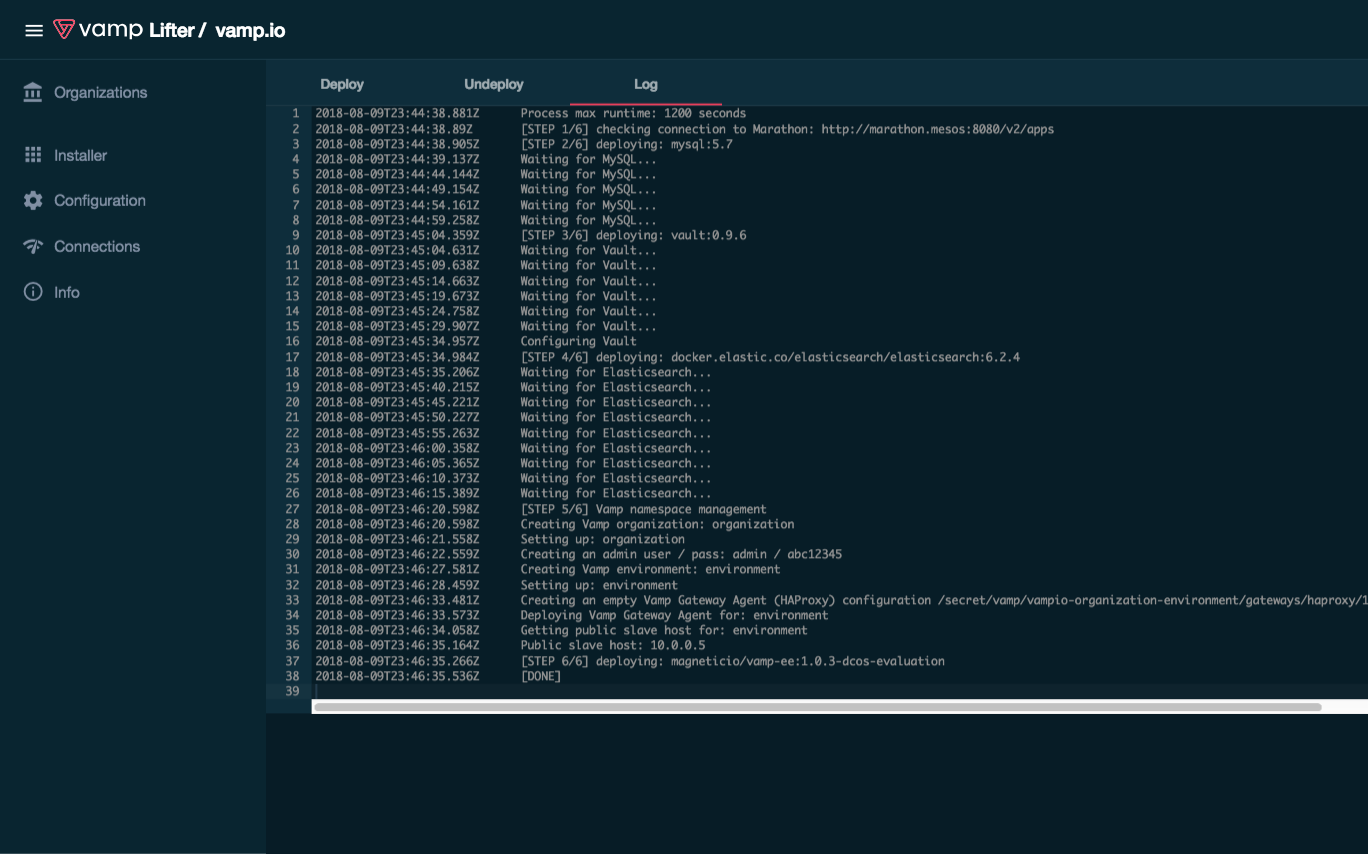 vamp Lifter / vamp.io
Organizations
Installer
Configuration
Connections
Info
Deploy Undeploy Log
1 2018-08-09T23:44:38.881Z Process max runtime: 1200 seconds
2 2018-08-09T23:44:38.89Z [STEP 1/6] checking connection to Marathon: http://marathon.mesos:8080/v2/apps
3 2018-08-09T23:44:38.905Z [STEP 2/6] deploying: mysql:5.7
4 2018-08-09T23:44:39.137Z Waiting for MySQL...
5 2018-08-09T23:44:44.144Z Waiting for MySQL...
6 2018-08-09T23:44:49.154Z Waiting for MySQL...
7 2018-08-09T23:44:54.161Z Waiting for MySQL...
8 2018-08-09T23:44:59.258Z Waiting for MySQL...
9 2018-08-09T23:45:04.359Z [STEP 3/6] deploying: vault:0.9.6
10 2018-08-09T23:45:04.631Z Waiting for Vault...
11 2018-08-09T23:45:09.638Z Waiting for Vault...
12 2018-08-09T23:45:14.663Z Waiting for Vault...
13 2018-08-09T23:45:19.673Z Waiting for Vault...
14 2018-08-09T23:45:24.758Z Waiting for Vault...
15 2018-08-09T23:45:29.907Z Waiting for Vault...
16 2018-08-09T23:45:34.957Z Configuring Vault
17 2018-08-09T23:45:34.984Z [STEP 4/6] deploying: docker.elastic.co/elasticsearch/elasticsearch:6.2.4
18 2018-08-09T23:45:35.206Z Waiting for Elasticsearch...
19 2018-08-09T23:45:40.215Z Waiting for Elasticsearch...
20 2018-08-09T23:45:45.221Z Waiting for Elasticsearch...
21 2018-08-09T23:45:50.227Z Waiting for Elasticsearch...
22 2018-08-09T23:45:55.263Z Waiting for Elasticsearch...
23 2018-08-09T23:46:00.358Z Waiting for Elasticsearch...
24 2018-08-09T23:46:05.365Z Waiting for Elasticsearch...
25 2018-08-09T23:46:10.373Z Waiting for Elasticsearch...
26 2018-08-09T23:46:15.389Z Waiting for Elasticsearch...
27 2018-08-09T23:46:20.598Z [STEP 5/6] Vamp namespace management
28 2018-08-09T23:46:20.598Z Creating Vamp organization: organization
29 2018-08-09T23:46:21.558Z Setting up: organization
30 2018-08-09T23:46:22.559Z Creating an admin user / pass: admin / abc12345
31 2018-08-09T23:46:27.581Z Creating Vamp environment: environment
32 2018-08-09T23:46:28.459Z Setting up: environment
33 2018-08-09T23:46:33.481Z Creating an empty Vamp Gateway Agent (HAProxy) configuration /secret/vamp/vampio-organization-environment/gateways/haproxy/1
34 2018-08-09T23:46:33.573Z Deploying Vamp Gateway Agent for: environment
35 2018-08-09T23:46:34.058Z Getting public slave host for: environment
36 2018-08-09T23:46:35.164Z Public slave host: 10.0.0.5
37 2018-08-09T23:46:35.266Z [STEP 6/6] deploying: magneticio/vamp-ee:1.0.3-dcos-evaluation
38 2018-08-09T23:46:35.536Z [DONE]
39